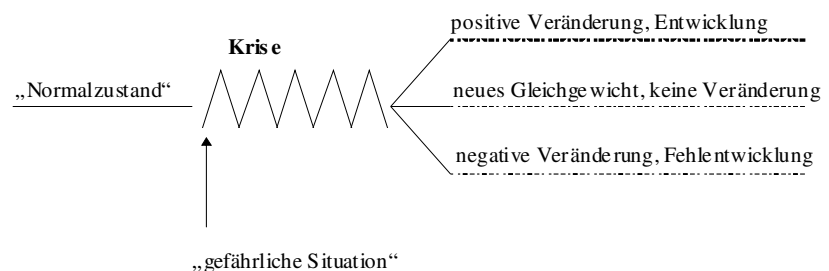 positive Veränderung, Entwicklung
Krise
„Normalzustand“
neues Gleichgewicht, keine Veränderung
negative Veränderung, Fehlentwicklung
„gefährliche Situation“